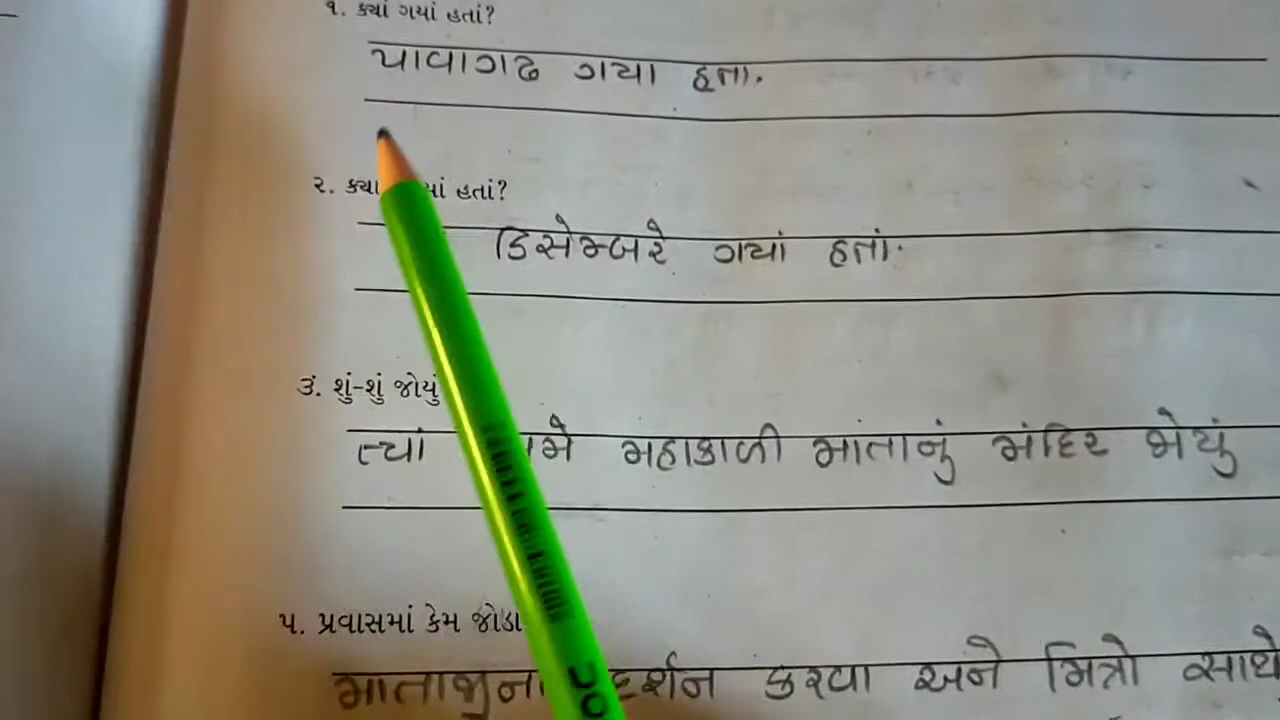 ૧. ક્યાં ગયાં હતાં?
પાવાગઢ ગયા હતા.
૨. હતાં?
ડિસેમ્બરે ગયાં હતાં.
૩. શું-શું જોયું
ત્યાં મહાકાળી માંતાનું મંદિર જોયું
૫. પ્રવાસમાં કેમ
દર્શન કરવા અને મિત્રો સાથે